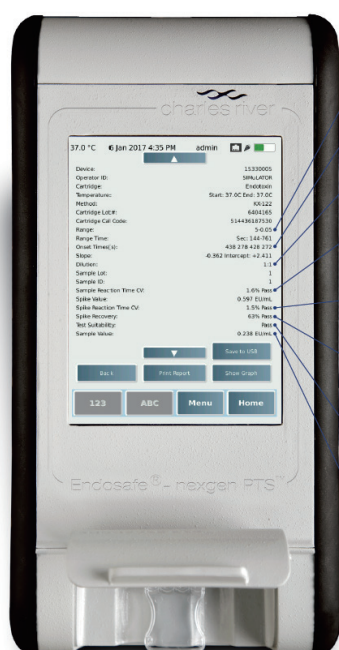 charles river
37.0 °C 6 Jan 2017 4:35 PM admin
Device: 15330005
Operator ID: SIMULATOR
Cartridge: Endotoxin
Temperature: Start: 37.0C End: 37.0C
Method: KX-122
Cartridge Lot#: 6404165
Cartridge Cal Code: 514436187530
Range: 5-0.05
Range Time: Sec: 144-761
Onset Times(s): 438 278 428 272
Slope: -0.362 Intercept: +2.411
Dilution: 1:1
Sample Lot: 1
Sample ID: 1
Sample Reaction Time CV: 1.6% Pass
Spike Value: 0.597 EU/mL
Spike Reaction Time CV: 1.5% Pass
Spike Recovery: 63% Pass
Test Suitability: Pass
Sample Value: 0.238 EU/mL
Save to USB
Back Print Report Show Graph
123 ABC Menu Home
Endosafe®- nexgen PTS™